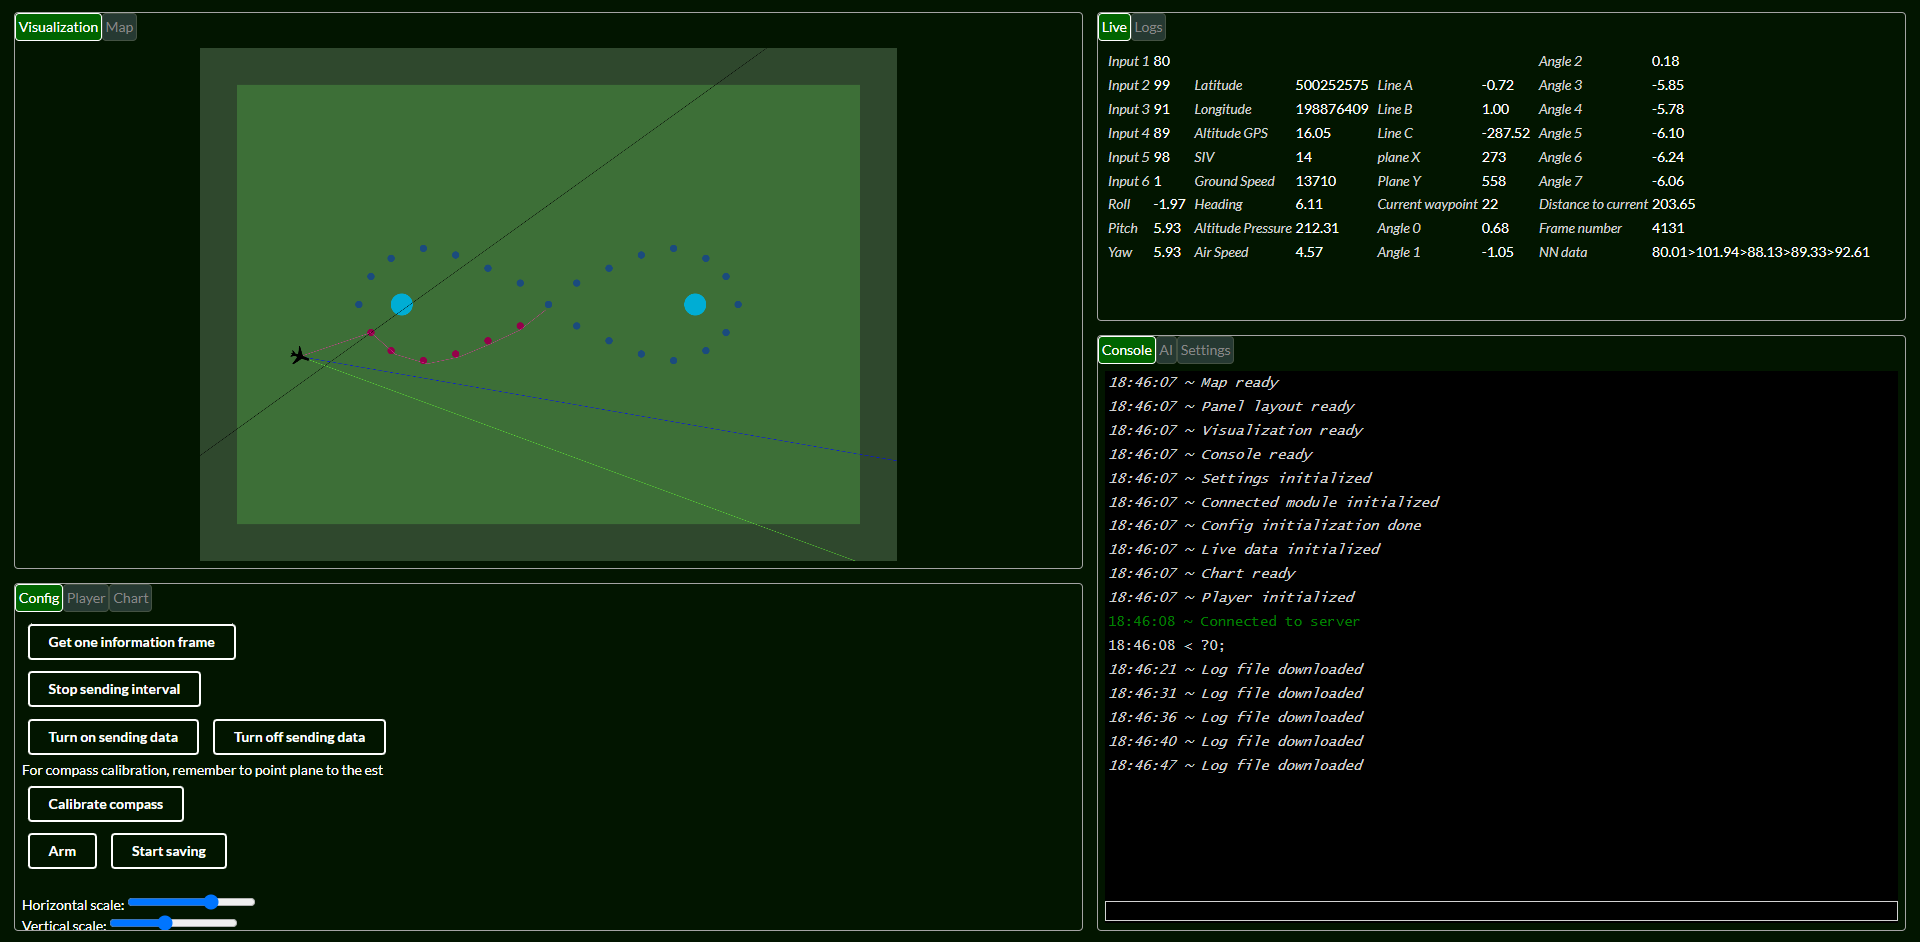 Visualization Map
Live Logs
Input 1 80 Angle 2 0.18
Input 2 99 Latitude 500252575 Line A -0.72 Angle 3 -5.85
Input 3 91 Longitude 198876409 Line B 1.00 Angle 4 -5.78
Input 4 89 Altitude GPS 16.05 Line C -287.52 Angle 5 -6.10
Input 5 98 SIV 14 plane X 273 Angle 6 -6.24
Input 6 1 Ground Speed 13710 Plane Y 558 Angle 7 -6.06
Roll -1.97 Heading 6.11 Current waypoint 22 Distance to current 203.65
Pitch 5.93 Altitude Pressure 212.31 Angle 0 0.68 Frame number 4131
Yaw 5.93 Air Speed 4.57 Angle 1 -1.05 NN data 80.01>101.94>88.13>89.33>92.61
Config Player Chart
Get one information frame
Stop sending interval
Turn on sending data Turn off sending data
For compass calibration, remember to point plane to the est
Calibrate compass
Arm Start saving
Horizontal scale:
Vertical scale:
Console AI Settings
18:46:07 ~ Map ready
18:46:07 ~ Panel layout ready
18:46:07 ~ Visualization ready
18:46:07 ~ Console ready
18:46:07 ~ Settings initialized
18:46:07 ~ Connected module initialized
18:46:07 ~ Config initialization done
18:46:07 ~ Live data initialized
18:46:07 ~ Chart ready
18:46:07 ~ Player initialized
18:46:08 ~ Connected to server
18:46:08 < ?0;
18:46:21 ~ Log file downloaded
18:46:31 ~ Log file downloaded
18:46:36 ~ Log file downloaded
18:46:40 ~ Log file downloaded
18:46:47 ~ Log file downloaded